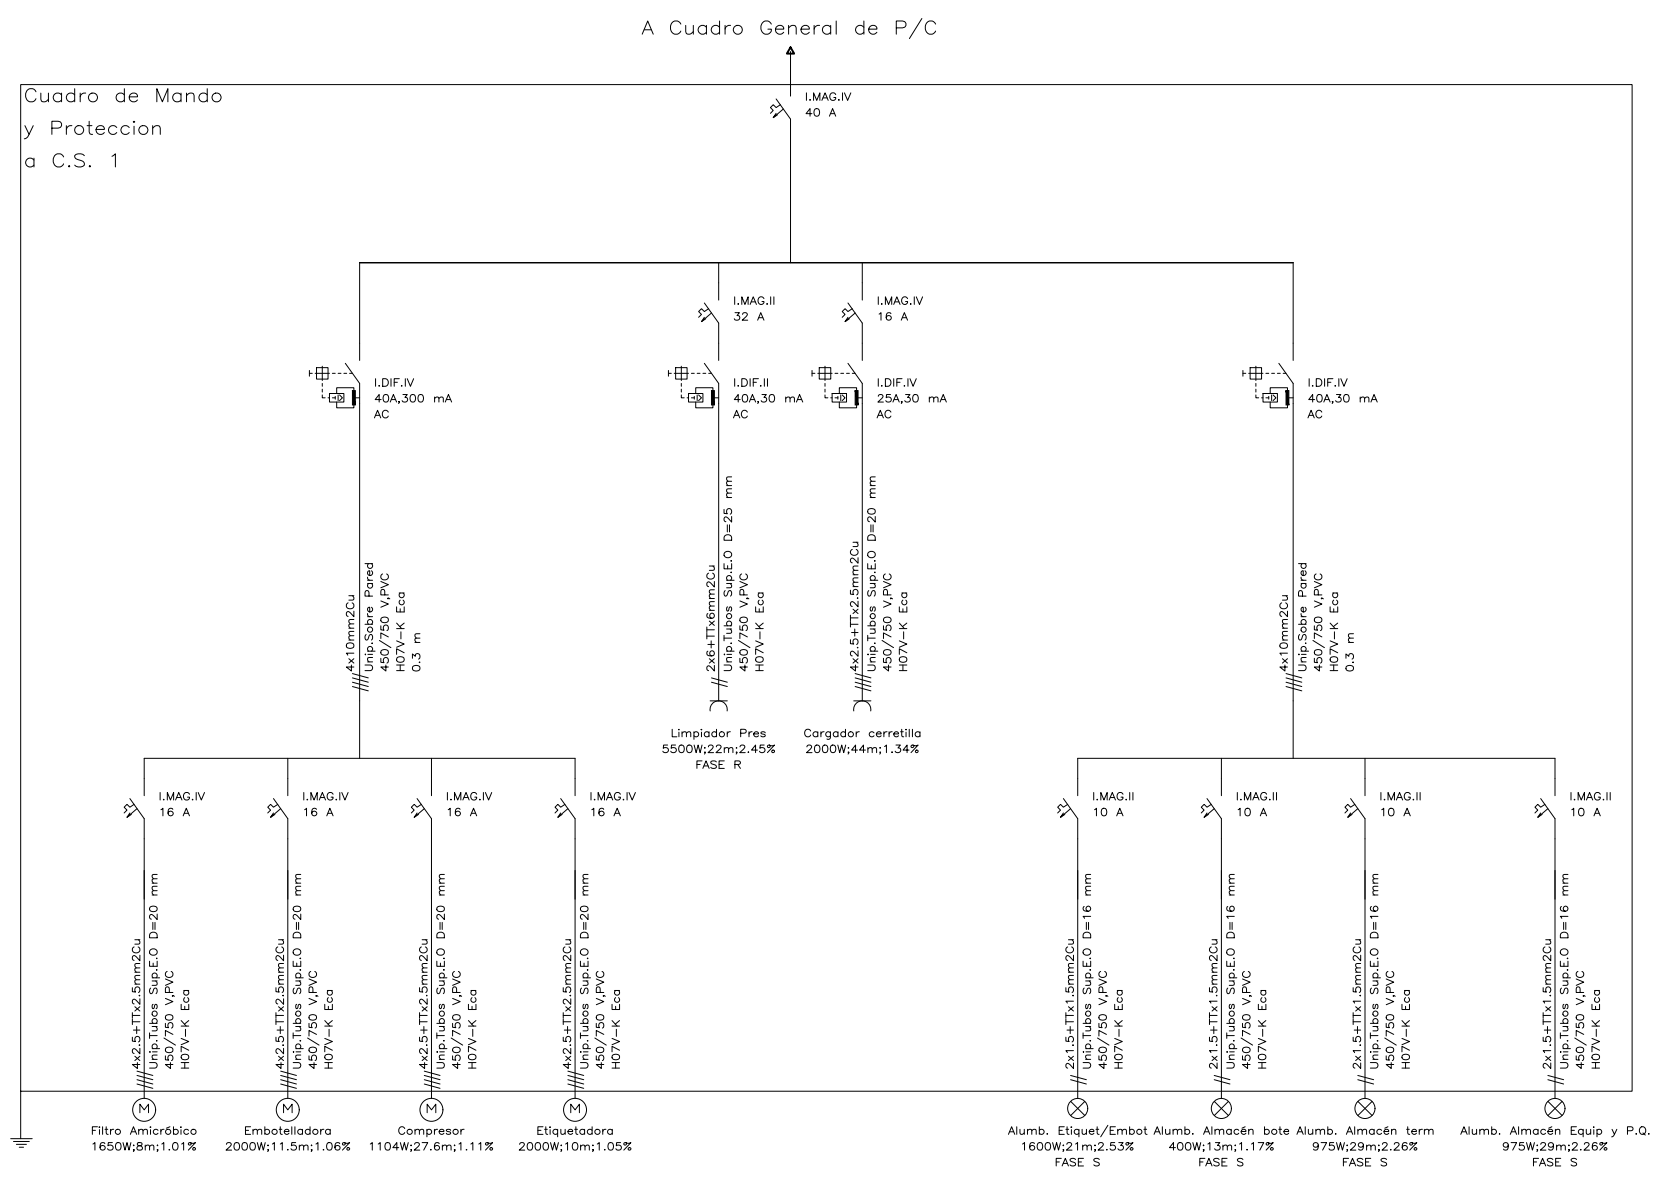 A Cuadro General de P/C
Cuadro de Mando
y Proteccion
a C.S. 1
I.MAG.IV
40 A
I.MAG.II
32 A
I.MAG.IV
16 A
I.DIF.IV
40A,300 mA
AC
I.DIF.II
40A,30 mA
AC
I.DIF.IV
25A,30 mA
AC
I.DIF.IV
40A,30 mA
AC
4x10mm2Cu
Unip.Sobre Pared
450/750 V,PVC
H07V-K Eca
0.3 m
2x6+TTx6mm2Cu
Unip.Tubos Sup.E.O D=25 mm
450/750 V,PVC
H07V-K Eca
4x2.5+TTx2.5mm2Cu
Unip.Tubos Sup.E.O D=20 mm
450/750 V,PVC
H07V-K Eca
4x10mm2Cu
Unip.Sobre Pared
450/750 V,PVC
H07V-K Eca
0.3 m
Limpiador Pres
5500W;22m;2.45%
FASE R
Cargador cerretilla
2000W;44m;1.34%
I.MAG.IV
16 A
I.MAG.IV
16 A
I.MAG.IV
16 A
I.MAG.IV
16 A
I.MAG.II
10 A
I.MAG.II
10 A
I.MAG.II
10 A
I.MAG.II
10 A
4x2.5+TTx2.5mm2Cu
Unip.Tubos Sup.E.O D=20 mm
450/750 V,PVC
H07V-K Eca
4x2.5+TTx2.5mm2Cu
Unip.Tubos Sup.E.O D=20 mm
450/750 V,PVC
H07V-K Eca
4x2.5+TTx2.5mm2Cu
Unip.Tubos Sup.E.O D=20 mm
450/750 V,PVC
H07V-K Eca
4x2.5+TTx2.5mm2Cu
Unip.Tubos Sup.E.O D=20 mm
450/750 V,PVC
H07V-K Eca
2x1.5+TTx1.5mm2Cu
Unip.Tubos Sup.E.O D=16 mm
450/750 V,PVC
H07V-K Eca
2x1.5+TTx1.5mm2Cu
Unip.Tubos Sup.E.O D=16 mm
450/750 V,PVC
H07V-K Eca
2x1.5+TTx1.5mm2Cu
Unip.Tubos Sup.E.O D=16 mm
450/750 V,PVC
H07V-K Eca
2x1.5+TTx1.5mm2Cu
Unip.Tubos Sup.E.O D=16 mm
450/750 V,PVC
H07V-K Eca
M
Filtro Amicróbico
1650W;8m;1.01%
M
Embotelladora
2000W;11.5m;1.06%
M
Compresor
1104W;27.6m;1.11%
M
Etiquetadora
2000W;10m;1.05%
Alumb. Etiquet/Embot
1600W;21m;2.53%
FASE S
Alumb. Almacén bote
400W;13m;1.17%
FASE S
Alumb. Almacén term
975W;29m;2.26%
FASE S
Alumb. Almacén Equip y P.Q.
975W;29m;2.26%
FASE S